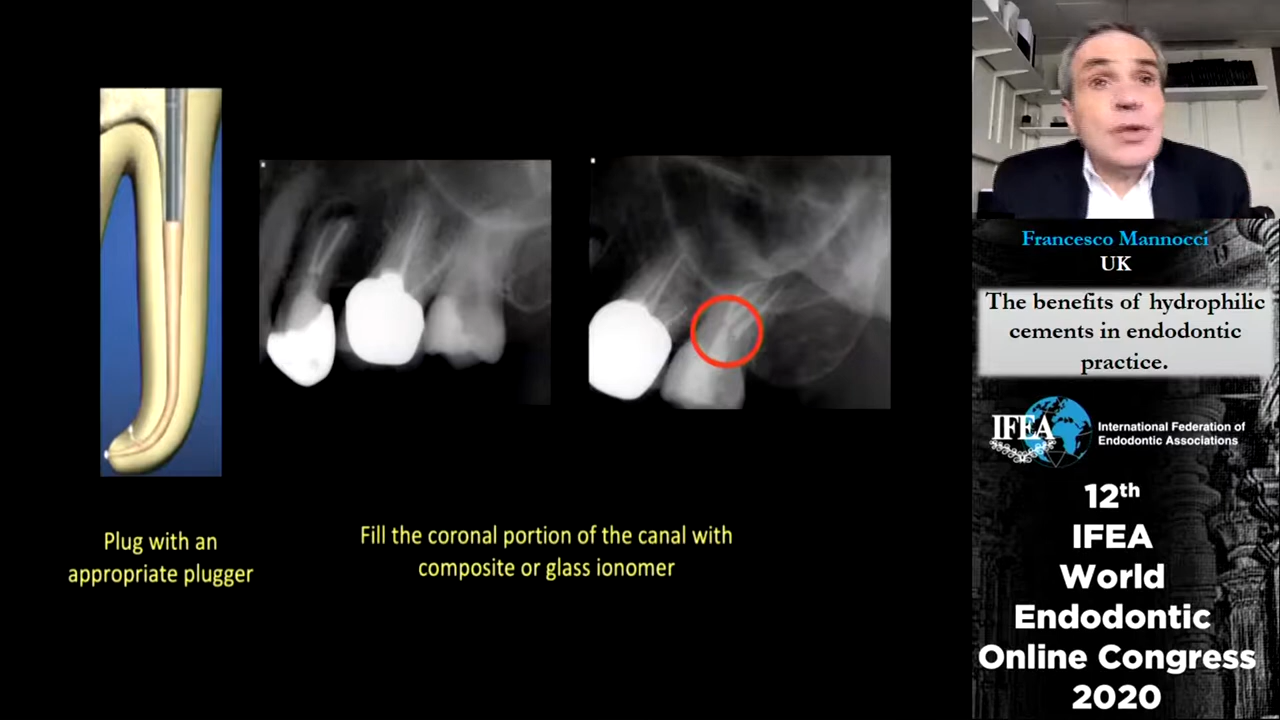 Plug with an
appropriate plugger
Fill the coronal portion of the canal with
composite or glass ionomer
Francesco Mannocci
UK
The benefits of hydrophilic
cements in endodontic
practice.
IFEA
International Federation of
Endodontic Associations
12th
IFEA
World
Endodontic
Online Congress
2020